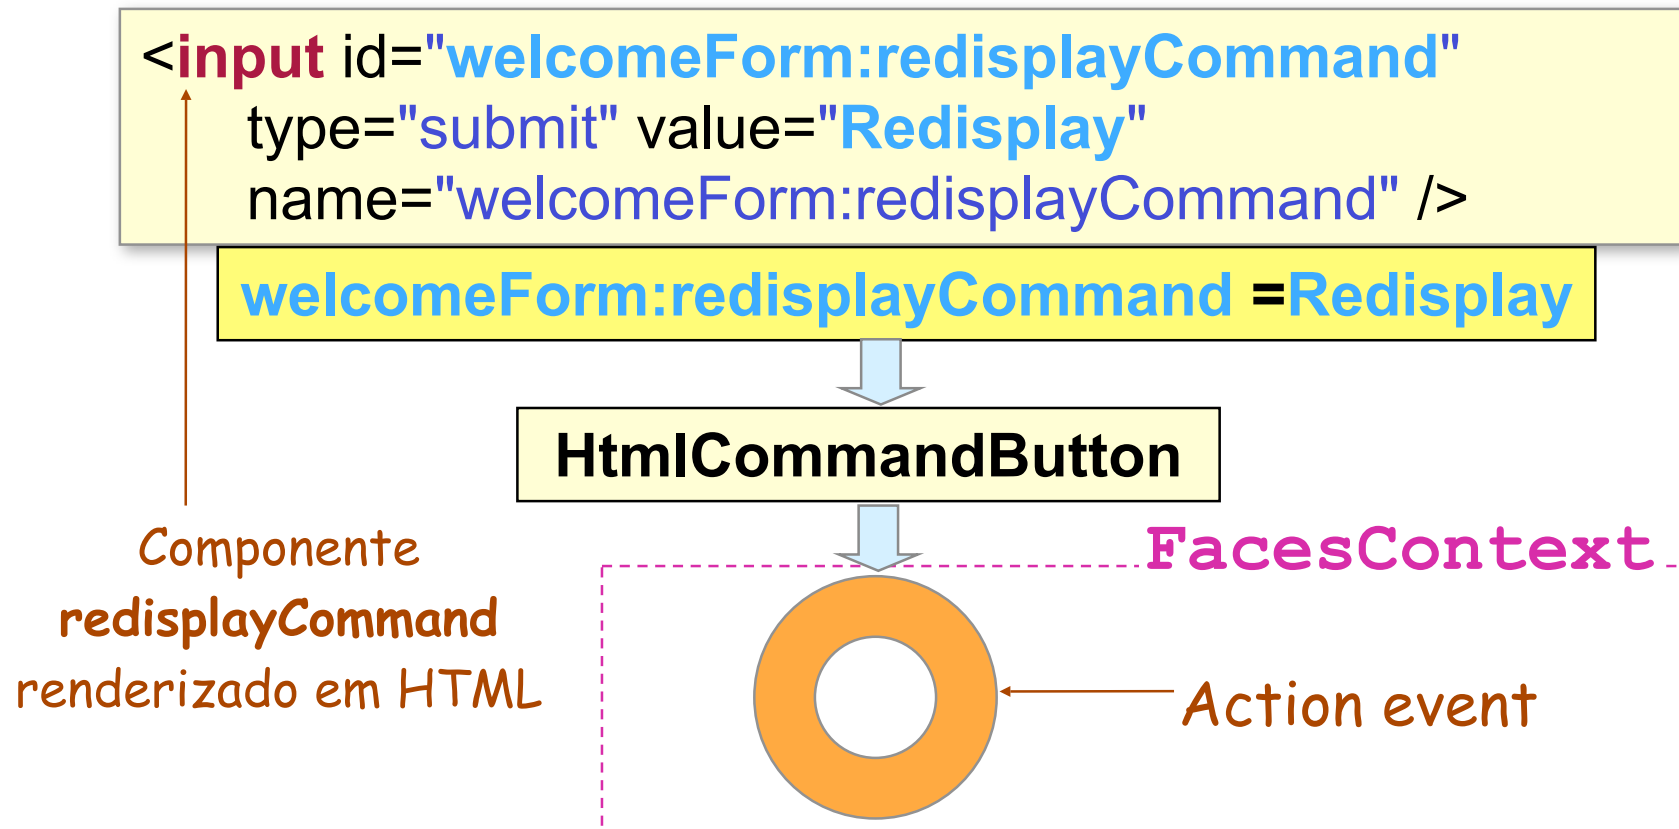 <input id="welcomeForm:redisplayCommand"
type="submit" value="Redisplay"
name="welcomeForm:redisplayCommand" />
welcomeForm:redisplayCommand =Redisplay
HtmlCommandButton
FacesContext
Componente
redisplayCommand
renderizado em HTML
Action event